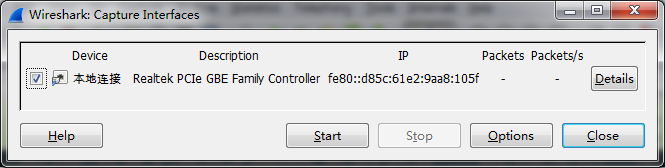 Wireshark: Capture Interfaces
Device Description IP Packets Packets/s
本地连接 Realtek PCIe GBE Family Controller fe80::d85c:61e2:9aa8:105f - - Details
Help Start Stop Options Close